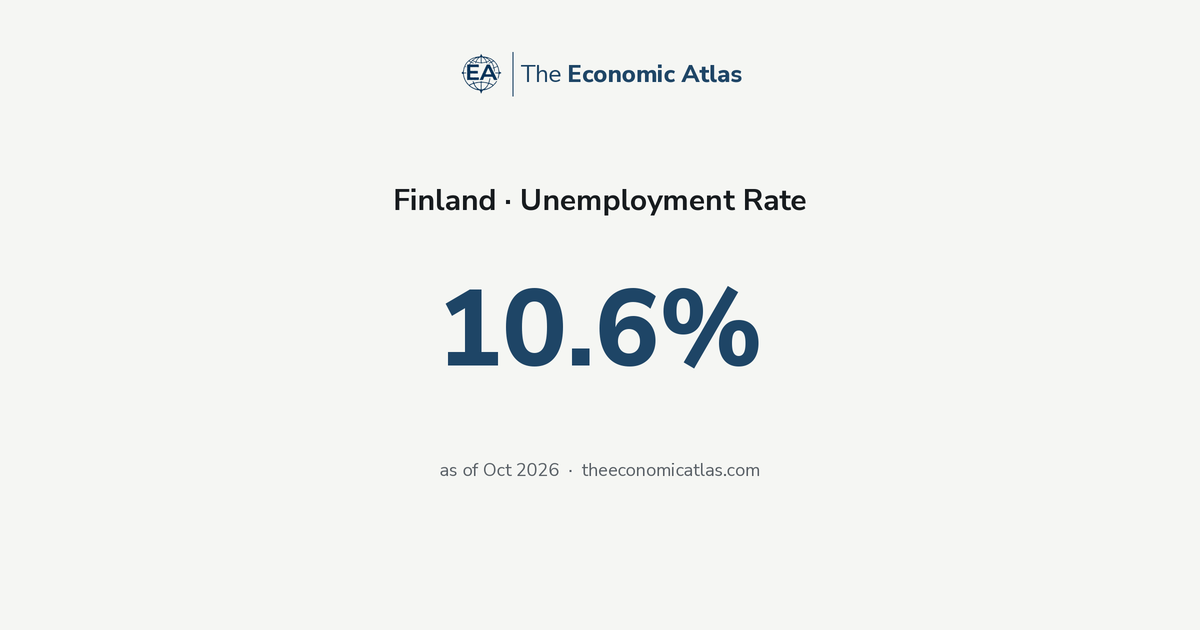 EA The Economic Atlas
Finland · Unemployment Rate
10.6%
as of Oct 2026 · theeconomicatlas.com